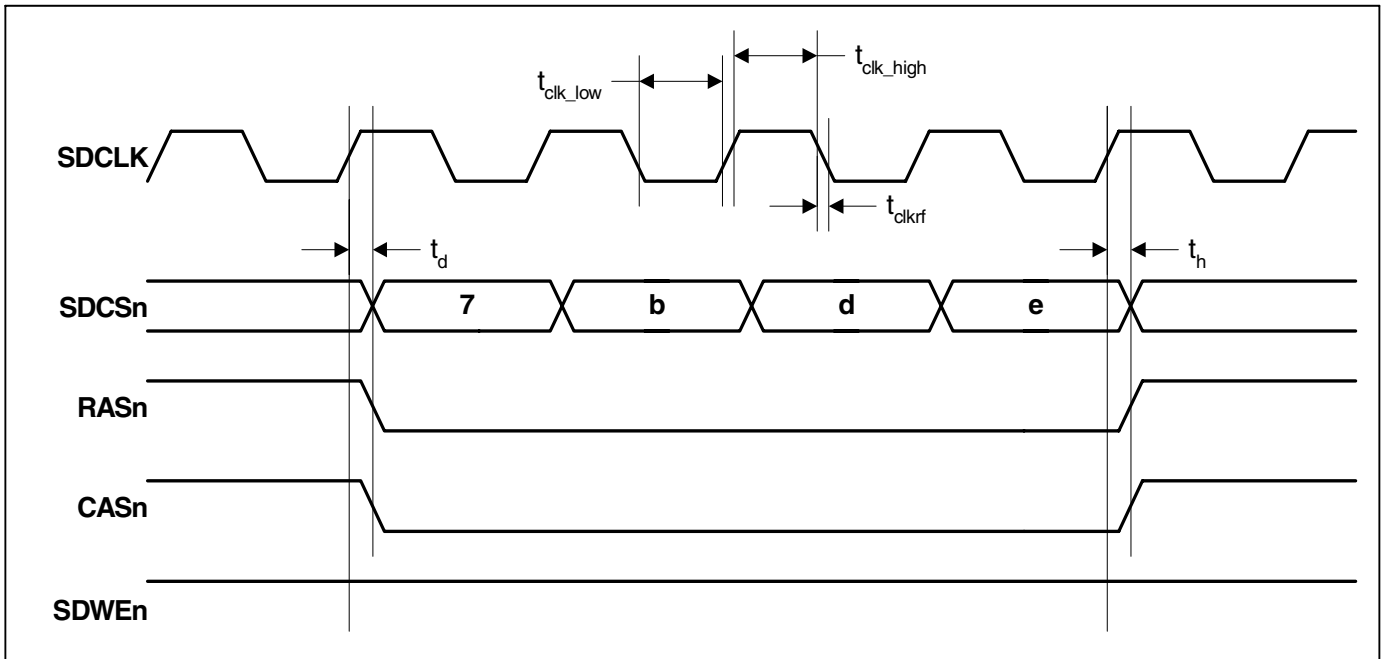 t_clk_low
t_clk_high
SDCLK
t_clkrf
t_d
t_h
SDCSn 7 b d e
RASn
CASn
SDWEn